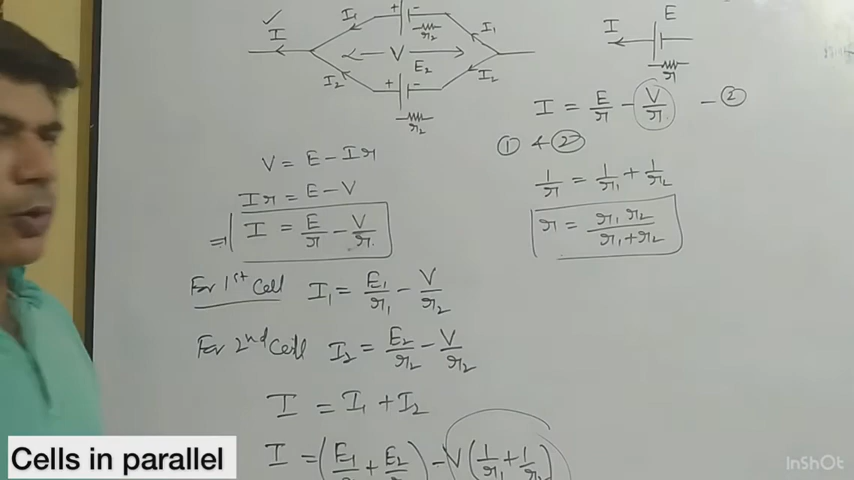 I I₁ + - r₂ I₁
V
I₂ E₂ + - r₂ I₂
V = E - Ir
Ir = E - V
⇒ I = E/r - V/r
For 1st Cell I₁ = E₁/r₁ - V/r₂
For 2nd Cell I₂ = E₂/r₂ - V/r₂
I = I₁ + I₂
I = (E₁/ + E₂/r) - V(1/r₁ + 1/r₂)
I E r
I = E/r - V/r - ②
① & ②
1/r = 1/r₁ + 1/r₂
r = r₁ r₂/r₁ + r₂
Cells in parallel
InShOt